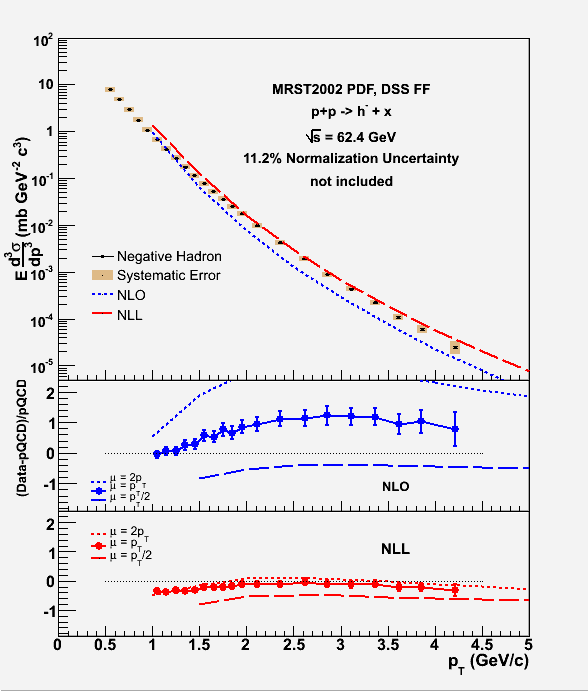 10²
10
1
10⁻¹
10⁻²
10⁻³
10⁻⁴
10⁻⁵
E d³σ/dp³ (mb GeV⁻² c³)
MRST2002 PDF, DSS FF
p+p -> h⁻ + x
√s = 62.4 GeV
11.2% Normalization Uncertainty
not included
Negative Hadron
Systematic Error
NLO
NLL
(Data-pQCD)/pQCD
2
1
0
-1
μ = 2p_T
μ = p_T
μ = p_T/2
NLO
2
1
0
-1
μ = 2p_T
μ = p_T
μ = p_T/2
NLL
0 0.5 1 1.5 2 2.5 3 3.5 4 4.5 5
p_T (GeV/c)